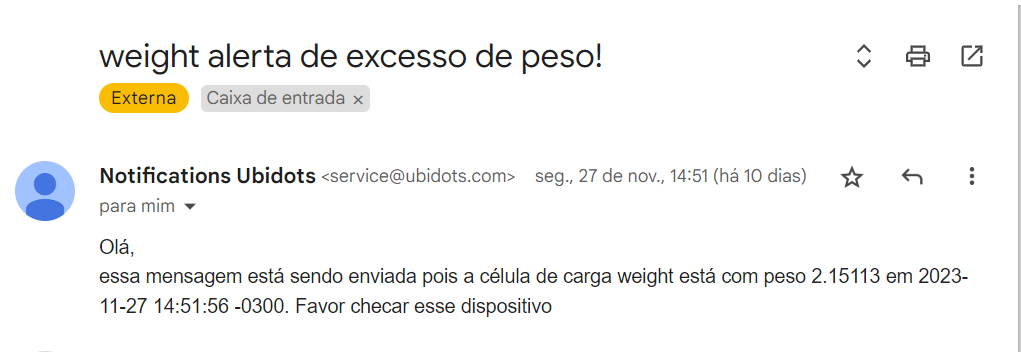 weight alerta de excesso de peso!
Externa Caixa de entrada ×
Notifications Ubidots <service@ubidots.com> seg., 27 de nov., 14:51 (há 10 dias)
para mim
Olá,
essa mensagem está sendo enviada pois a célula de carga weight está com peso 2.15113 em 2023-
11-27 14:51:56 -0300. Favor checar esse dispositivo